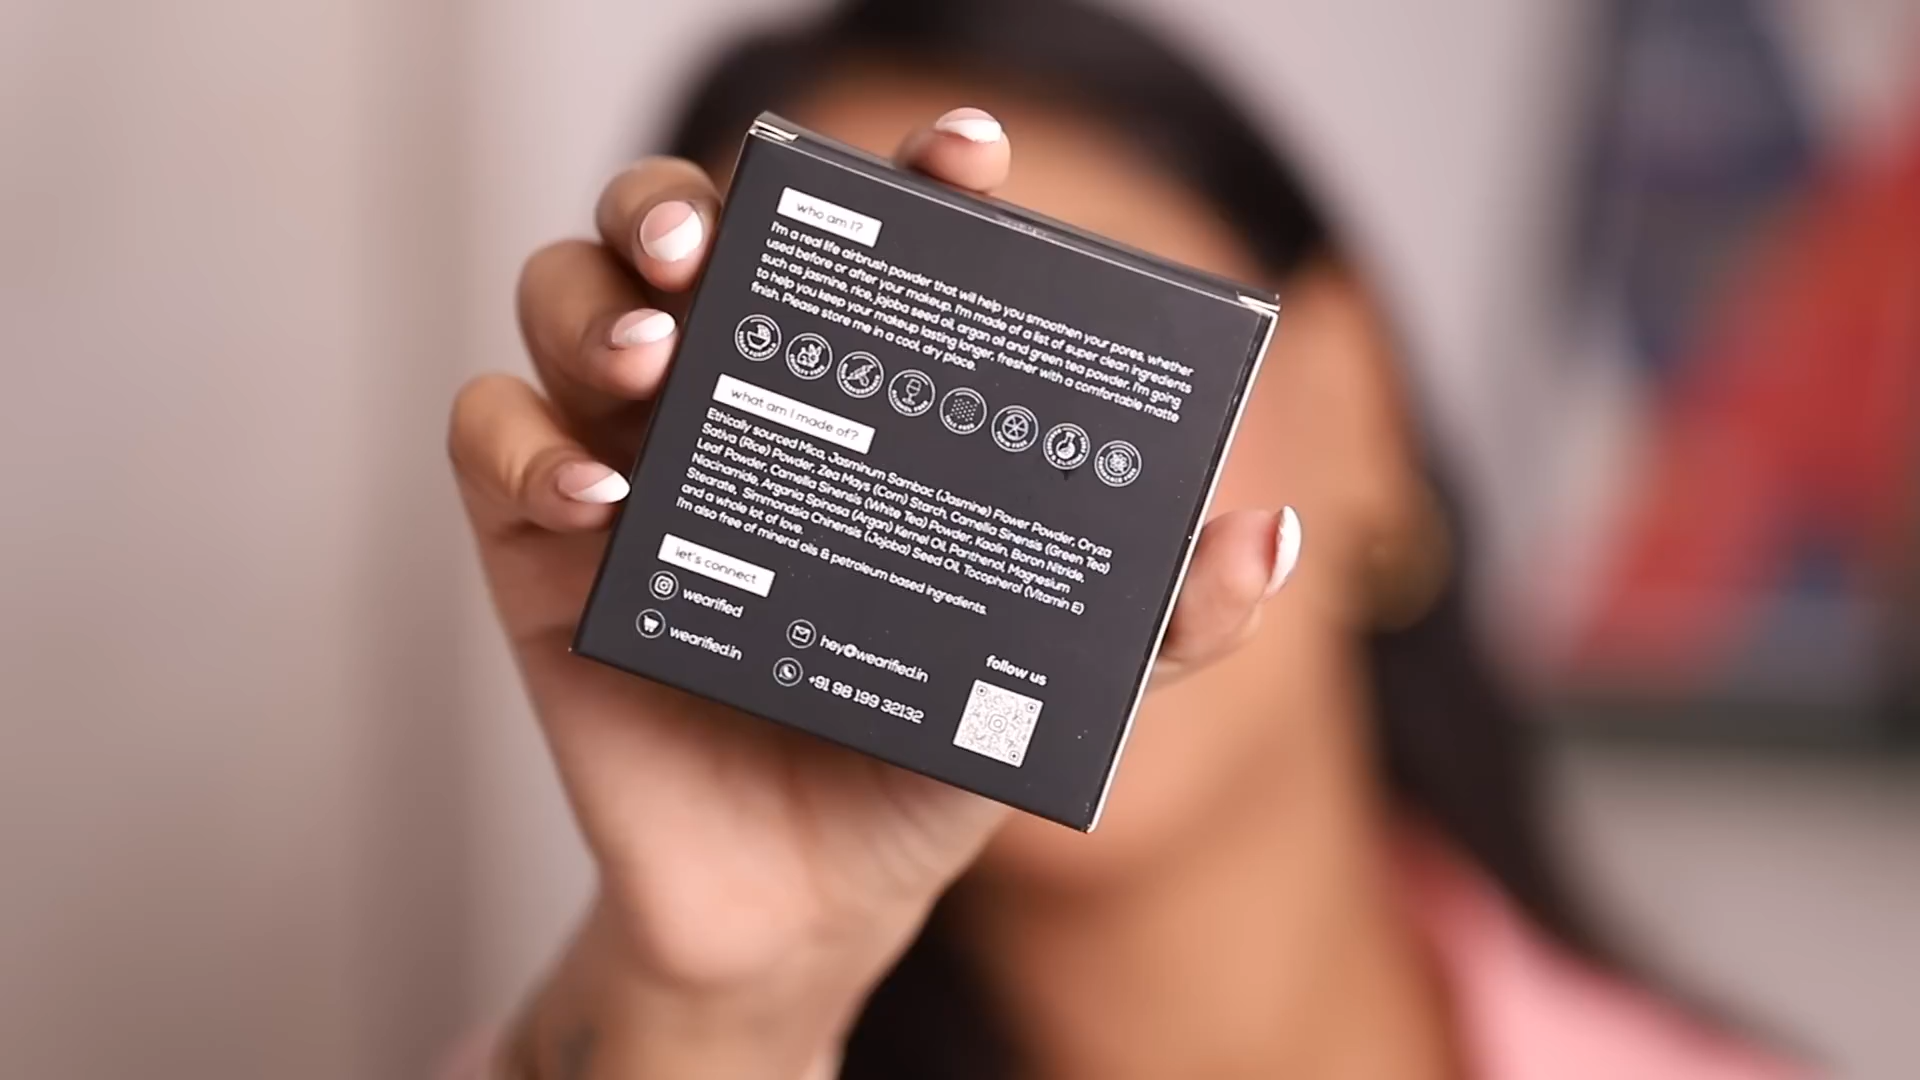 who am I?
I'm a real life airbrush powder that will help you smoothen your pores, whether
used before or after your makeup. I'm made of a list of super clean ingredients
such as jasmine, rice, jojoba seed oil, argan oil and green tea powder. I'm going
to help you keep your makeup lasting longer, fresher with a comfortable matte
finish. Please store me in a cool, dry place.
CRUELTY FREE
ALCOHOL FREE
TALC FREE
what am I made of?
Ethically sourced Mica, Jasminum Sambac (Jasmine) Flower Powder, Oryza
Sativa (Rice) Powder, Zea Mays (Corn) Starch, Camellia Sinensis (Green Tea)
Leaf Powder, Camellia Sinensis (White Tea) Powder, Kaolin, Boron Nitride,
Niacinamide, Argania Spinosa (Argan) Kernel Oil, Panthenol, Magnesium
Stearate, Simmondsia Chinensis (Jojoba) Seed Oil, Tocopherol (Vitamin E)
and a whole lot of love.
I'm also free of mineral oils & petroleum based ingredients.
let's connect
wearified
wearified.in
hey@wearified.in
+91 98 199 32132
follow us